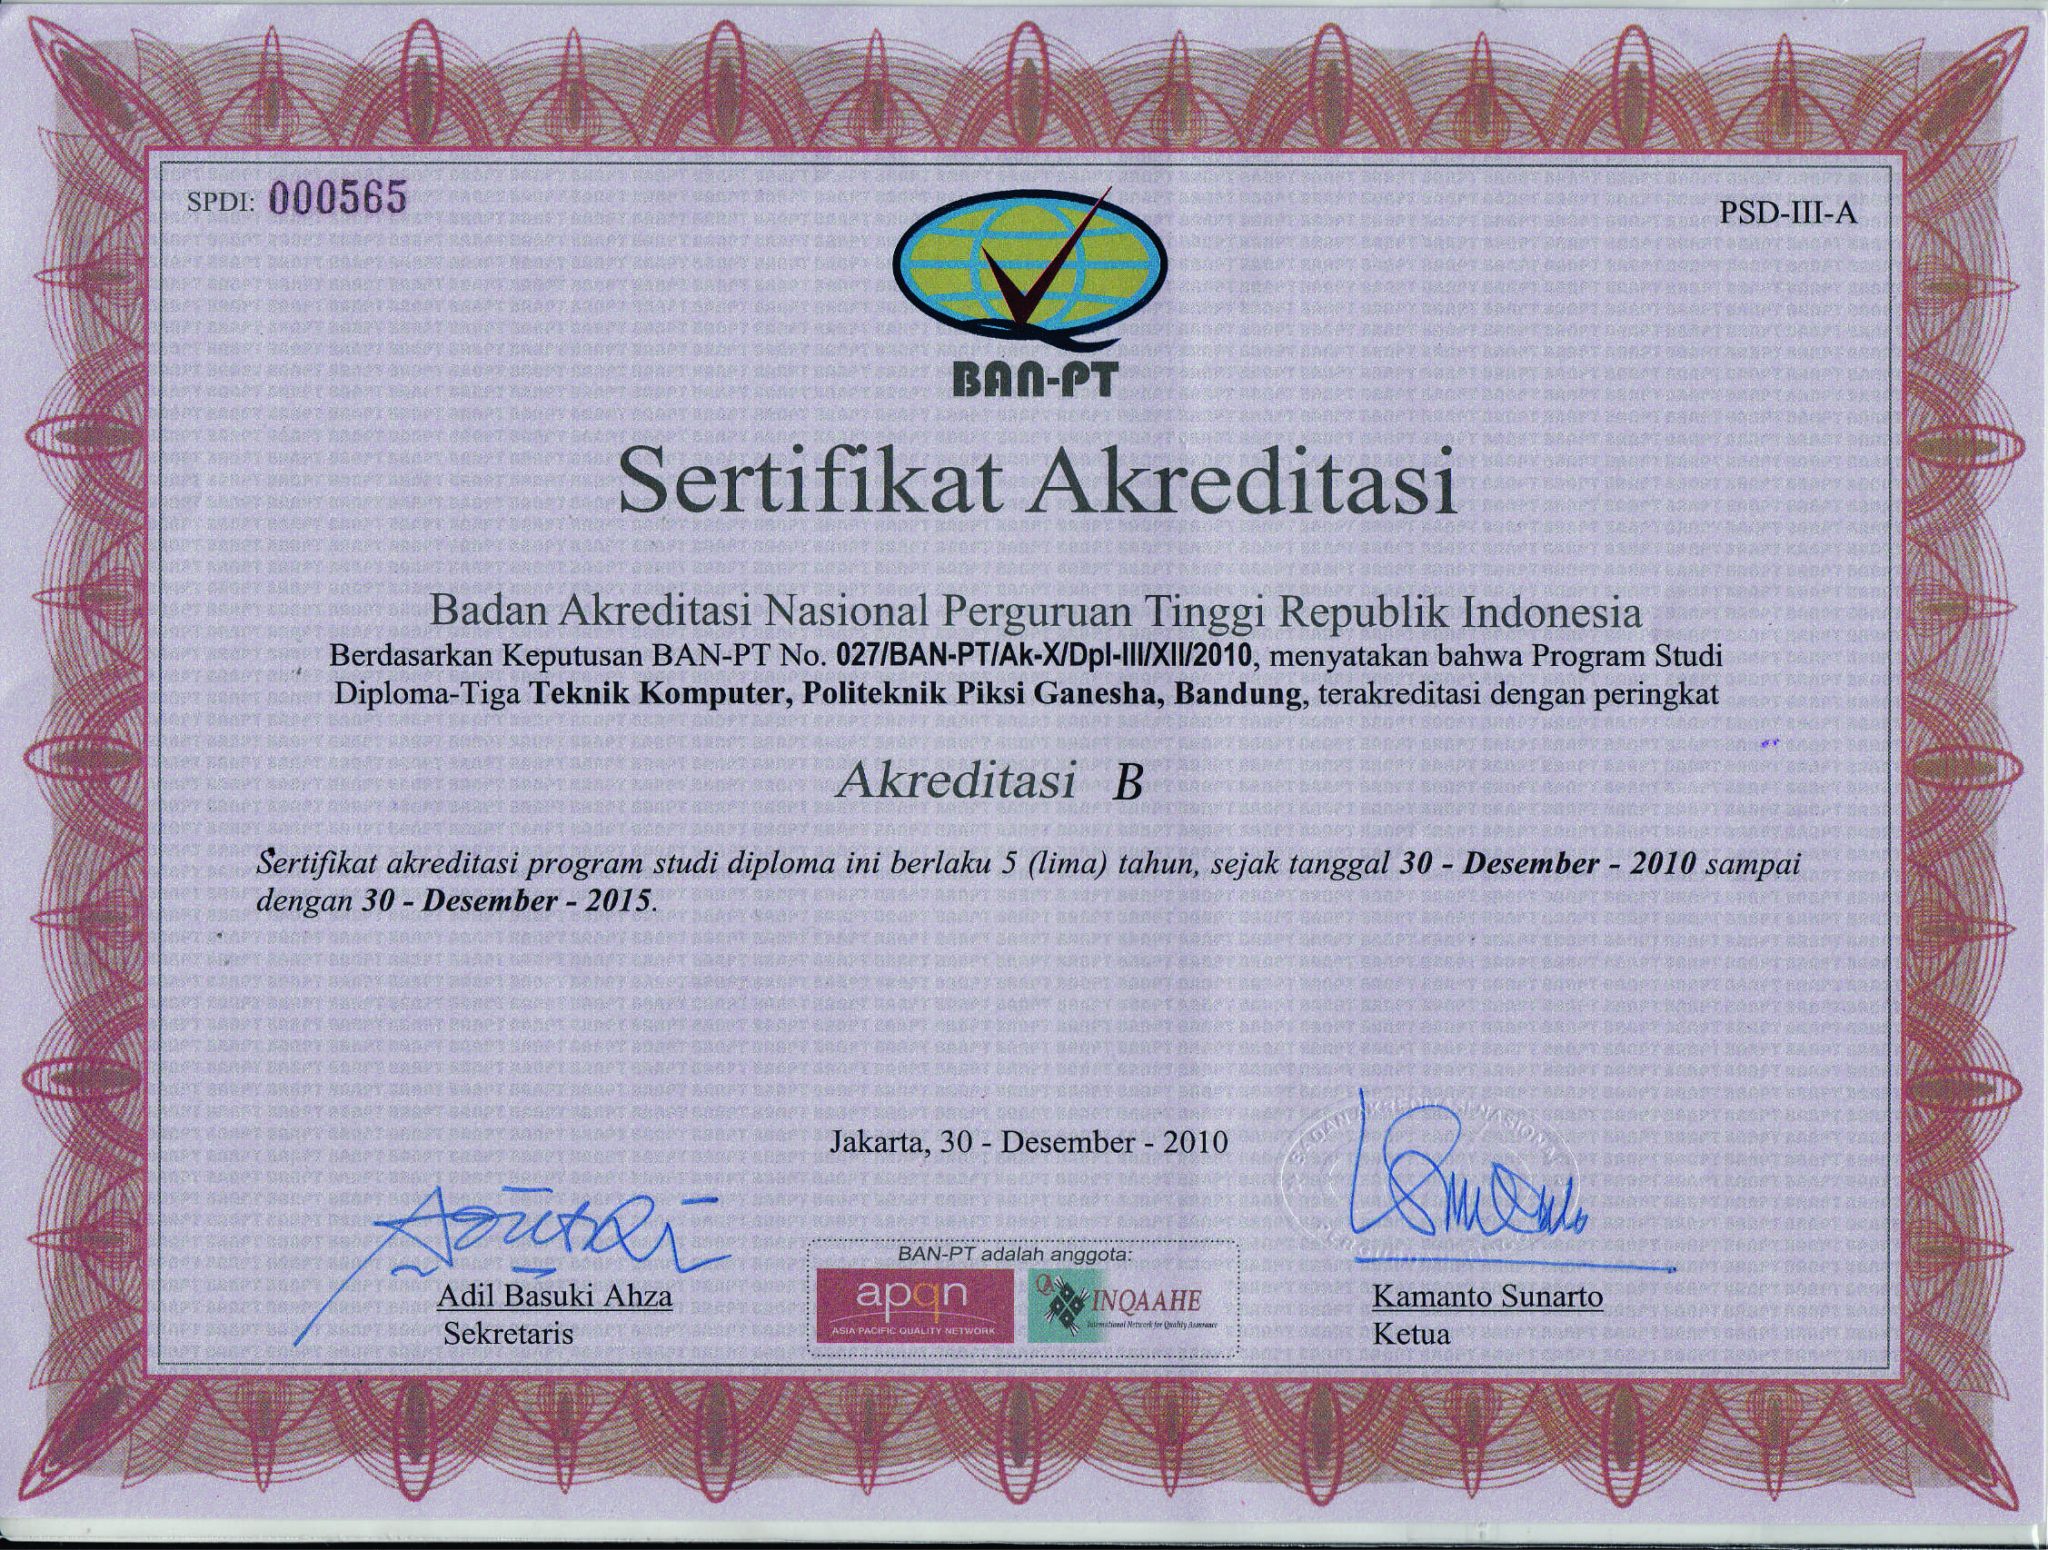 SPDI: 000565
PSD-III-A
BAN-PT
Sertifikat Akreditasi
Badan Akreditasi Nasional Perguruan Tinggi Republik Indonesia
Berdasarkan Keputusan BAN-PT No. 027/BAN-PT/Ak-X/Dpl-III/XII/2010, menyatakan bahwa Program Studi
Diploma-Tiga Teknik Komputer, Politeknik Piksi Ganesha, Bandung, terakreditasi dengan peringkat
Akreditasi B
Sertifikat akreditasi program studi diploma ini berlaku 5 (lima) tahun, sejak tanggal 30 - Desember - 2010 sampai
dengan 30 - Desember - 2015.
Jakarta, 30 - Desember - 2010
BAN-PT adalah anggota:
apqn
ASIA PACIFIC QUALITY NETWORK
QA
INQAAHE
International Network for Quality Assurance
Adil Basuki Ahza
Sekretaris
Kamanto Sunarto
Ketua